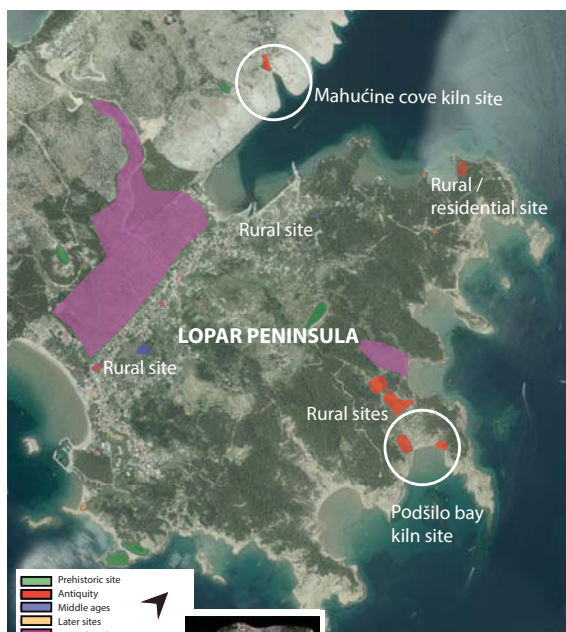 Mahućine cove kiln site
Rural /
residential site
Rural site
LOPAR PENINSULA
Rural site
Rural sites
Podšilo bay
kiln site
Prehistoric site
Antiquity
Middle ages
Later sites